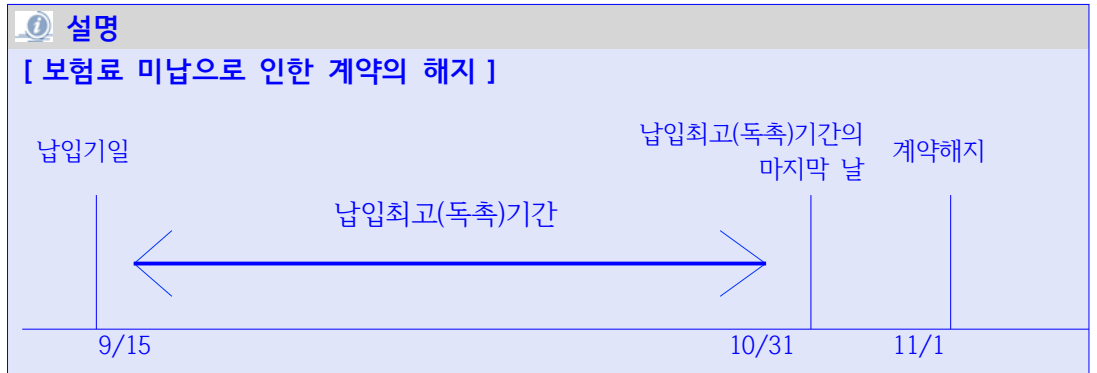 설명
[ 보험료 미납으로 인한 계약의 해지 ]
납입기일
납입최고(독촉)기간의
마지막 날
계약해지
납입최고(독촉)기간
9/15
10/31
11/1